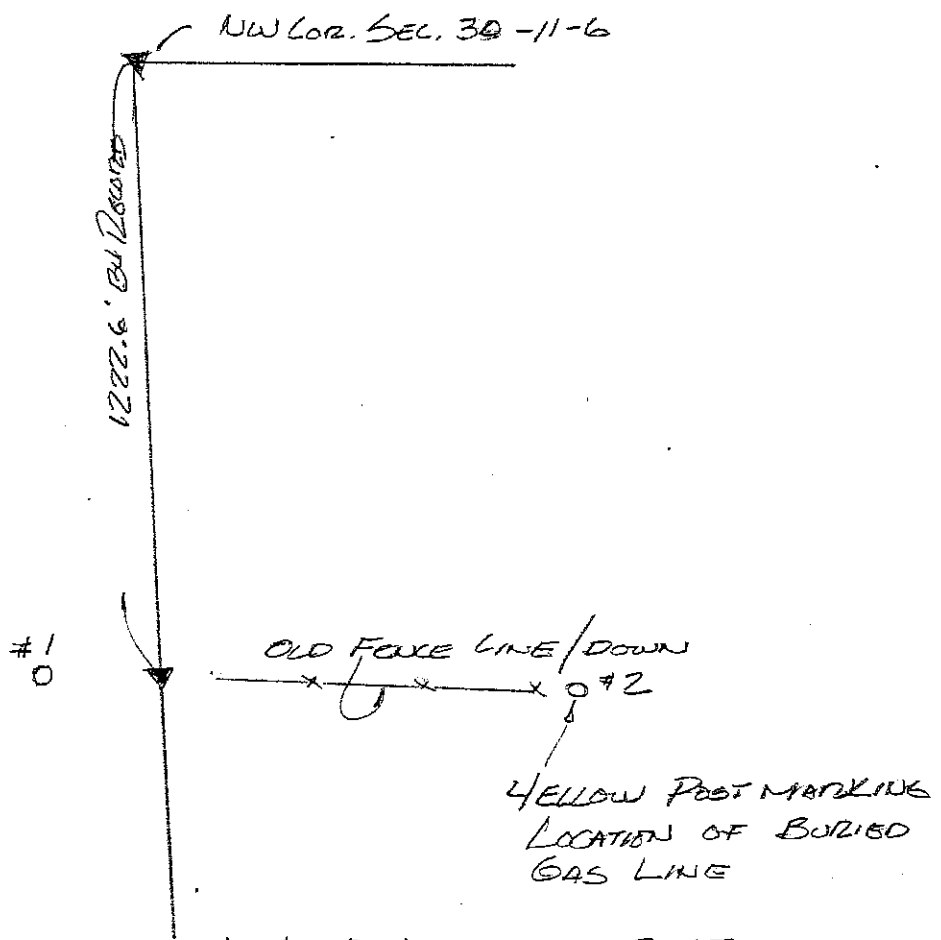 NW COR. SEC. 30 -11-6
1222.6' BY RECORD
#1
OLD FENCE LINE/DOWN
#2
YELLOW POST MARKING
LOCATION OF BURIED
GAS LINE